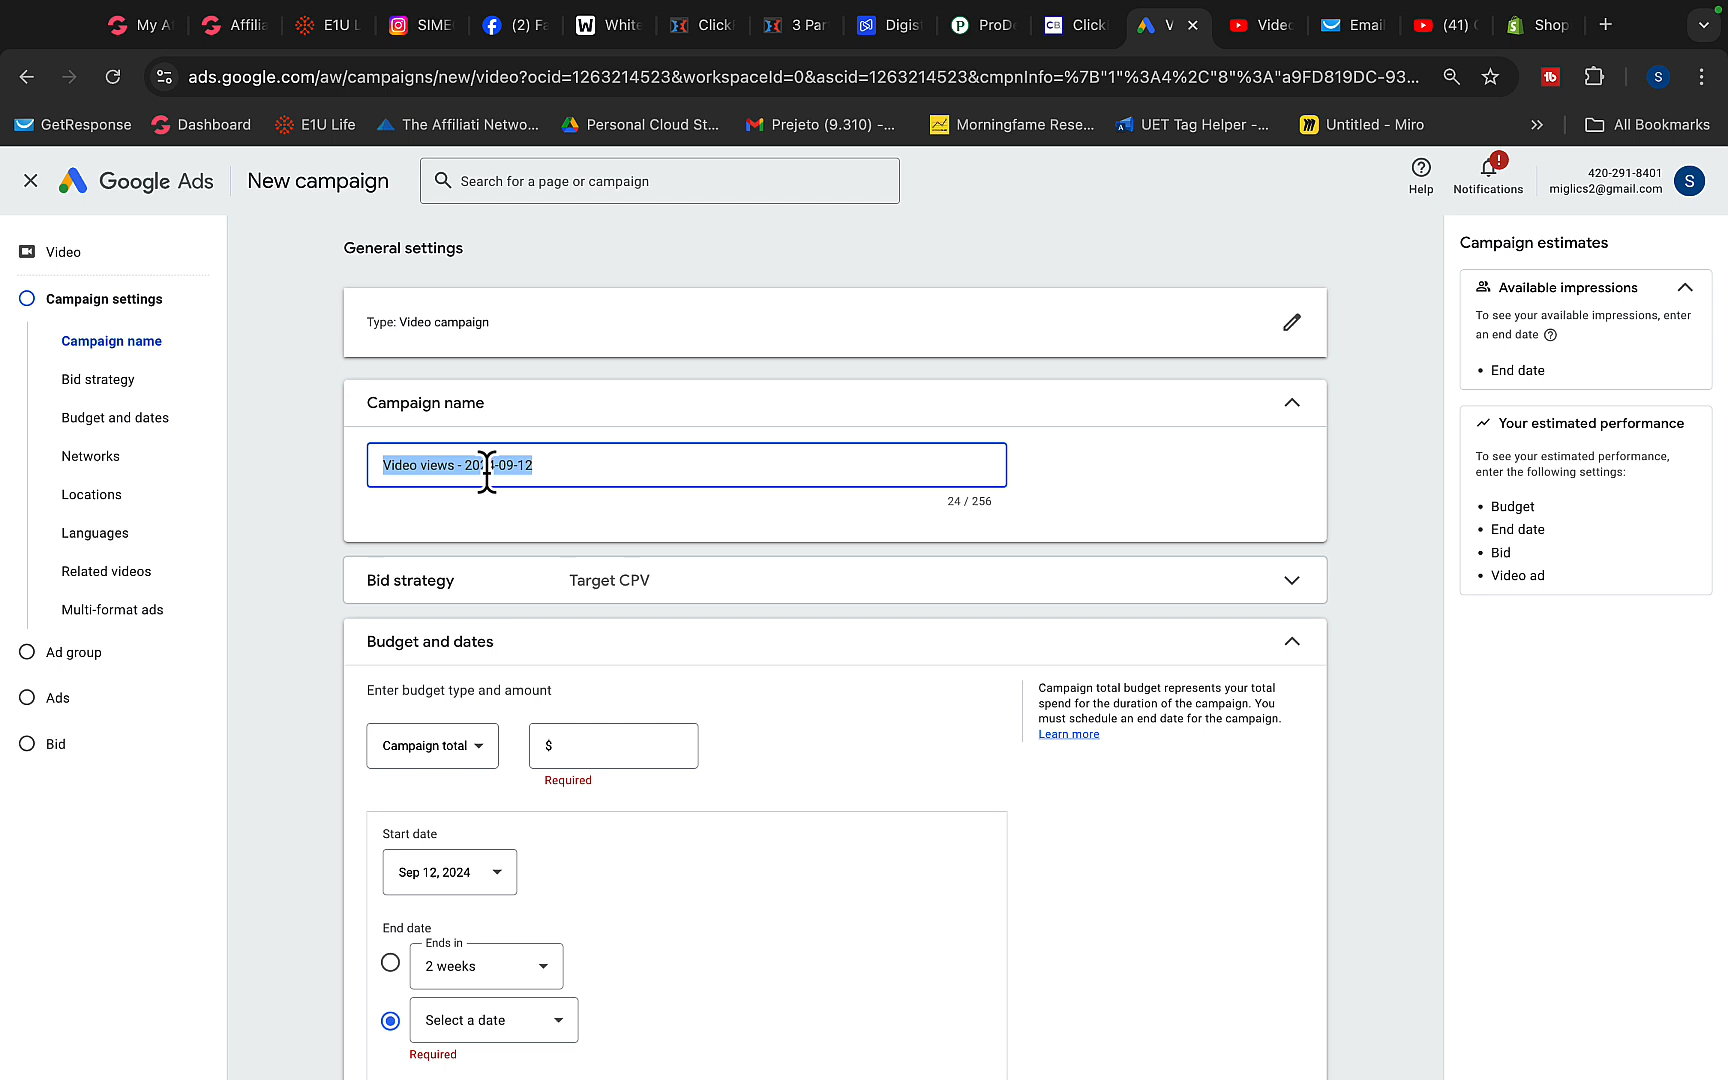 My A
Affilia
E1U L
SIME
(2) Fa
White
Click
3 Par
Digis
ProD
Click
V
Video
Email
(41)
Shop
ads.google.com/aw/campaigns/new/video?ocid=1263214523&workspaceId=0&ascid=1263214523&cmpnInfo=%7B"1"%3A4%2C"8"%3A"a9FD819DC-93...
S
GetResponse
Dashboard
E1U Life
The Affiliati Netwo...
Personal Cloud St...
Prejeto (9.310) -...
Morningfame Rese...
UET Tag Helper -...
Untitled - Miro
All Bookmarks
Google Ads
New campaign
Search for a page or campaign
Help
Notifications
420-291-8401
miglics2@gmail.com
S
Video
Campaign settings
Campaign name
Bid strategy
Budget and dates
Networks
Locations
Languages
Related videos
Multi-format ads
Ad group
Ads
Bid
General settings
Type: Video campaign
Campaign name
Video views - 2024-09-12
24 / 256
Bid strategy
Target CPV
Budget and dates
Enter budget type and amount
Campaign total
$
Required
Campaign total budget represents your total
spend for the duration of the campaign. You
must schedule an end date for the campaign.
Learn more
Start date
Sep 12, 2024
End date
Ends in
2 weeks
Select a date
Required
Campaign estimates
Available impressions
To see your available impressions, enter
an end date
• End date
Your estimated performance
To see your estimated performance,
enter the following settings:
• Budget
• End date
• Bid
• Video ad